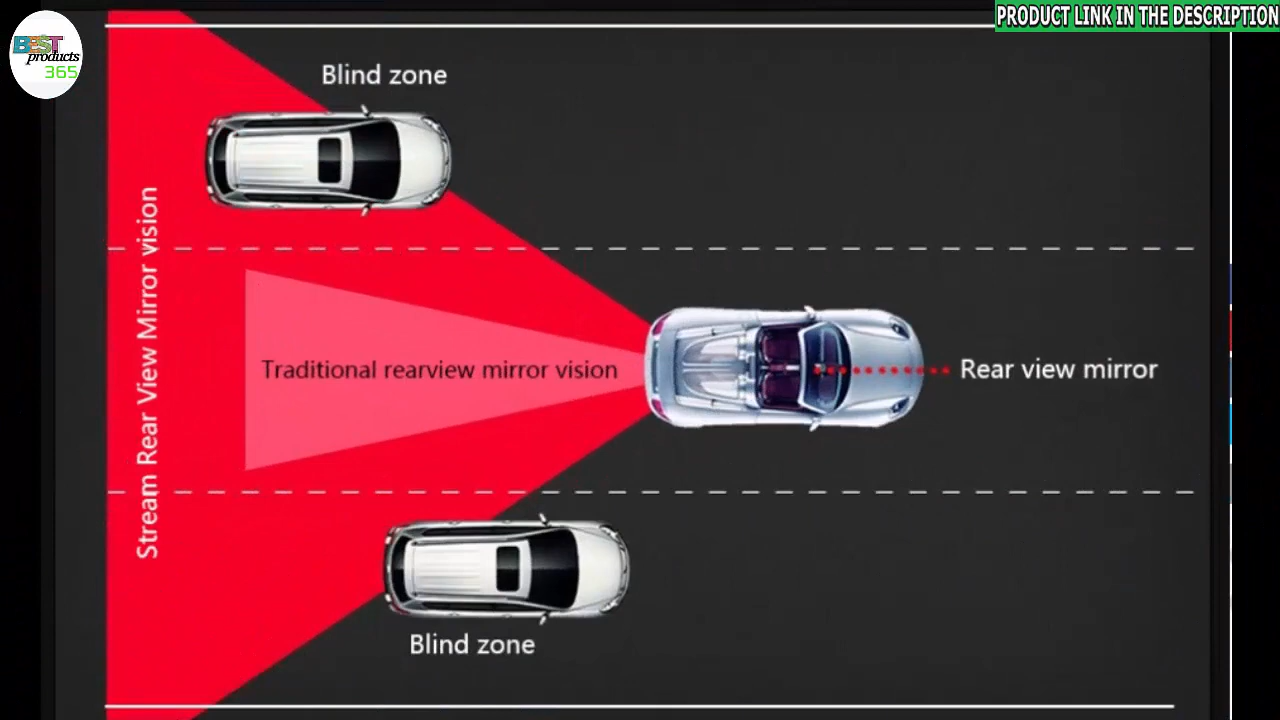 PRODUCT LINK IN THE DESCRIPTION
BEST
products
365
Blind zone
Stream Rear View Mirror vision
Traditional rearview mirror vision
Rear view mirror
Blind zone